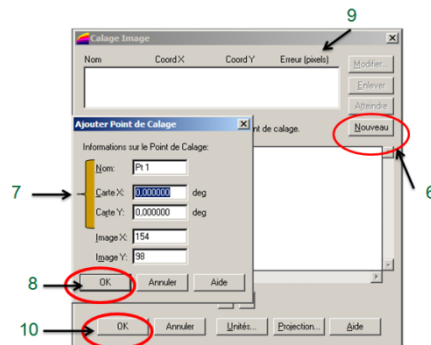 9
Calage Image
Nom Coord X Coord Y Erreur (pixels)
Modifier...
Enlever
Atteindre
Nouveau
Ajouter Point de Calage
nt de calage.
Informations sur le Point de Calage:
Nom: Pt 1
Carte X: 0,000000 deg
Carte Y: 0,000000 deg
Image X: 154
Image Y: 98
OK Annuler Aide
7
6
8
10
OK Annuler Unités... Projection... Aide